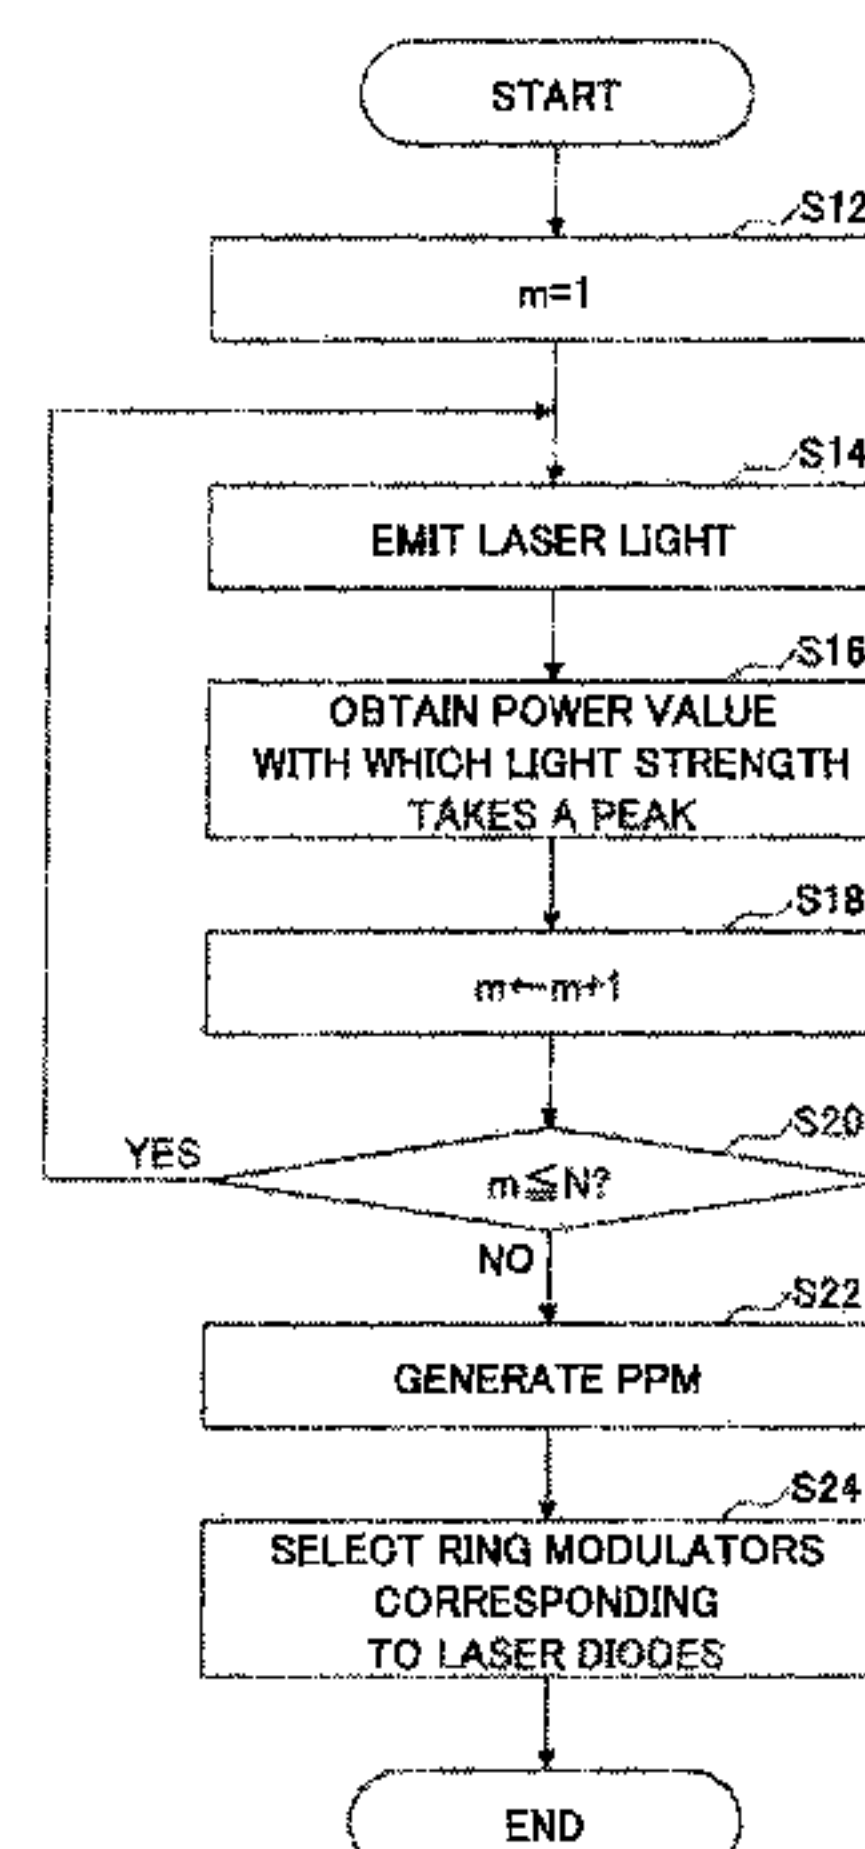 START
S12
m=1
S14
EMIT LASER LIGHT
S16
OBTAIN POWER VALUE
WITH WHICH LIGHT STRENGTH
TAKES A PEAK
S18
m←m+1
S20
YES
m≦N?
NO
S22
GENERATE PPM
S24
SELECT RING MODULATORS
CORRESPONDING
TO LASER DIODES
END